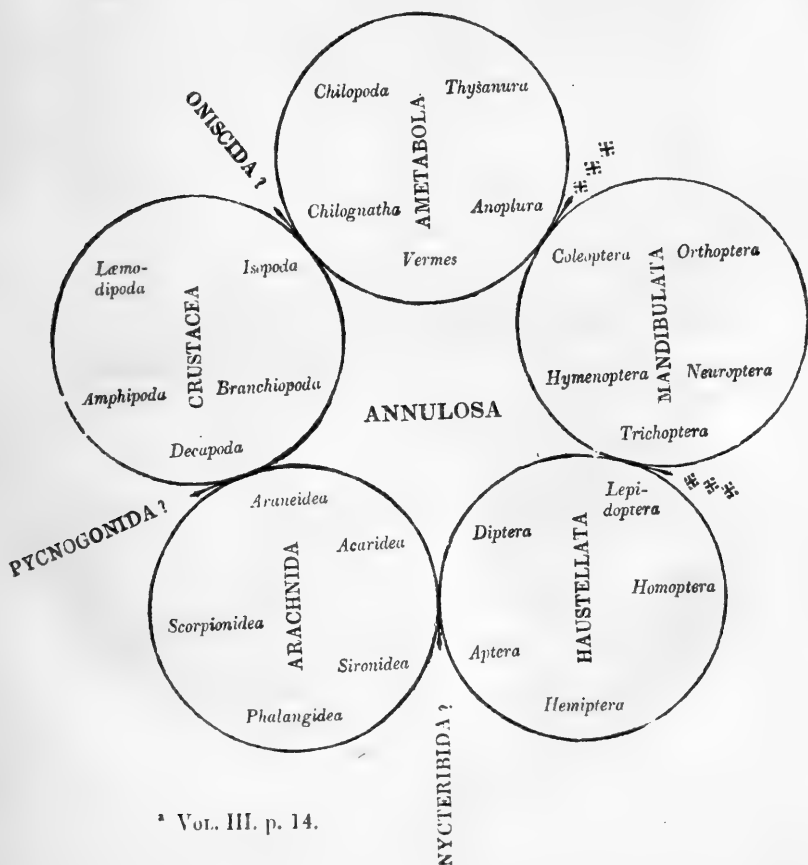 ONISCIDA?
Chilopoda
Thysanura
AMETABOLA
Chilognatha
Anoplura
Vermes
Læmo-
dipoda
Isopoda
CRUSTACEA
Amphipoda
Branchiopoda
Decapoda
Coleoptera
Orthoptera
MANDIBULATA
Hymenoptera
Neuroptera
Trichoptera
ANNULOSA
PYCNOGONIDA?
Araneidea
Acaridea
ARACHNIDA
Scorpionidea
Sironidea
Phalangidea
Lepi-
doptera
Diptera
HAUSTELLATA
Homoptera
Aptera
Hemiptera
NYCTERIBIDA?
ª VOL. III. p. 14.